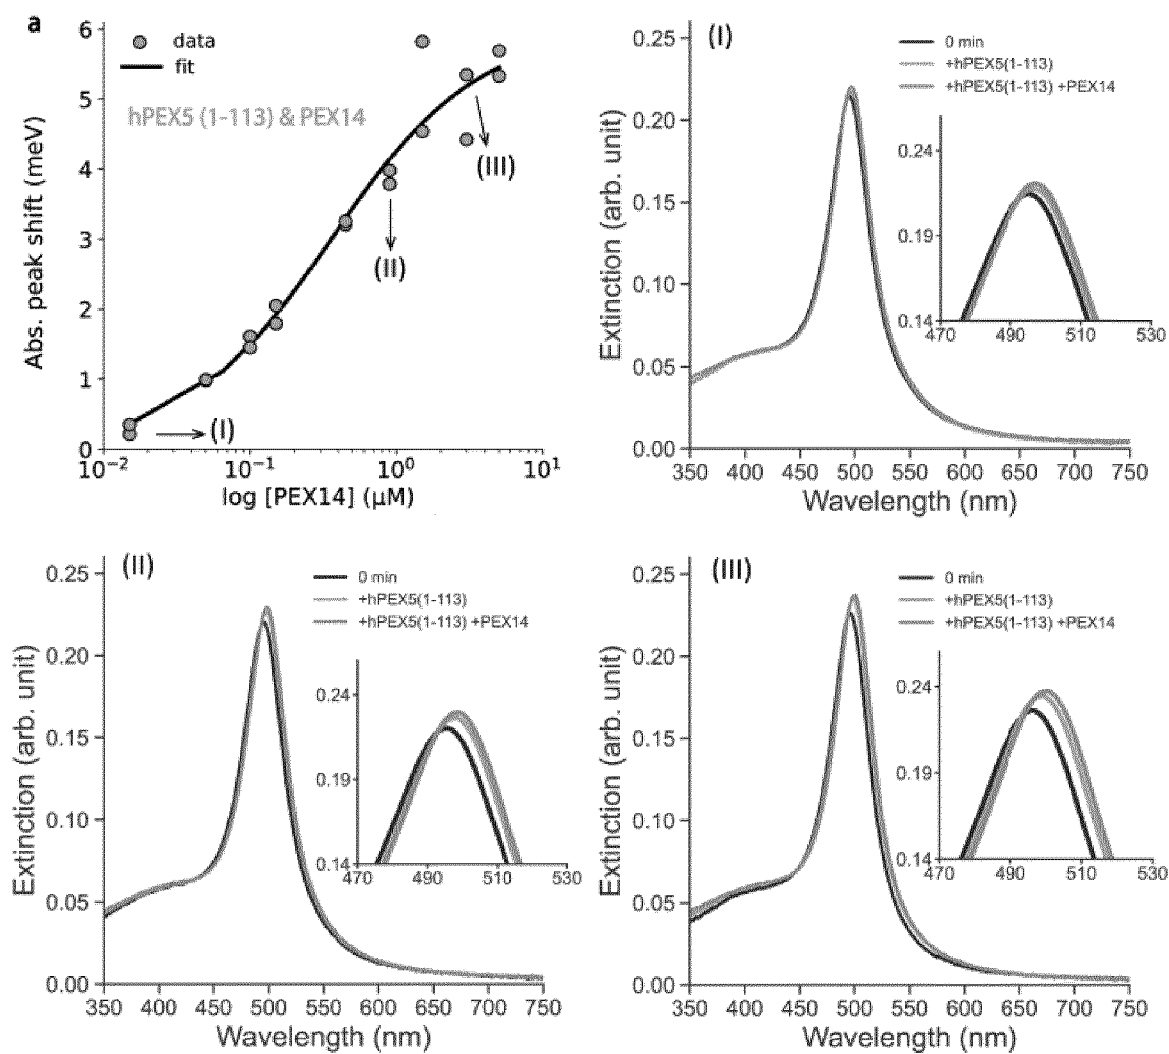 a
data
fit
hPEX5 (1-113) & PEX14
Abs. peak shift (meV)
6
5
4
3
2
1
0
(I)
(II)
(III)
10⁻²
10⁻¹
10⁰
10¹
log [PEX14] (μM)
(I)
0 min
+hPEX5(1-113)
+hPEX5(1-113) +PEX14
Extinction (arb. unit)
0.25
0.20
0.15
0.10
0.05
0.00
0.24
0.19
0.14
470 490 510 530
350 400 450 500 550 600 650 700 750
Wavelength (nm)
(II)
0 min
+hPEX5(1-113)
+hPEX5(1-113) +PEX14
Extinction (arb. unit)
0.25
0.20
0.15
0.10
0.05
0.00
0.24
0.19
0.14
470 490 510 530
350 400 450 500 550 600 650 700 750
Wavelength (nm)
(III)
0 min
+hPEX5(1-113)
+hPEX5(1-113) +PEX14
Extinction (arb. unit)
0.25
0.20
0.15
0.10
0.05
0.00
0.24
0.19
0.14
470 490 510 530
350 400 450 500 550 600 650 700 750
Wavelength (nm)